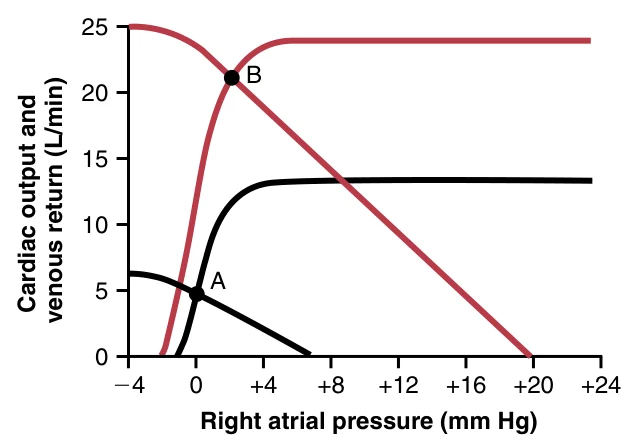 Cardiac output and
venous return (L/min)
25
20
15
10
5
0
B
A
−4
0
+4
+8
+12
+16
+20
+24
Right atrial pressure (mm Hg)